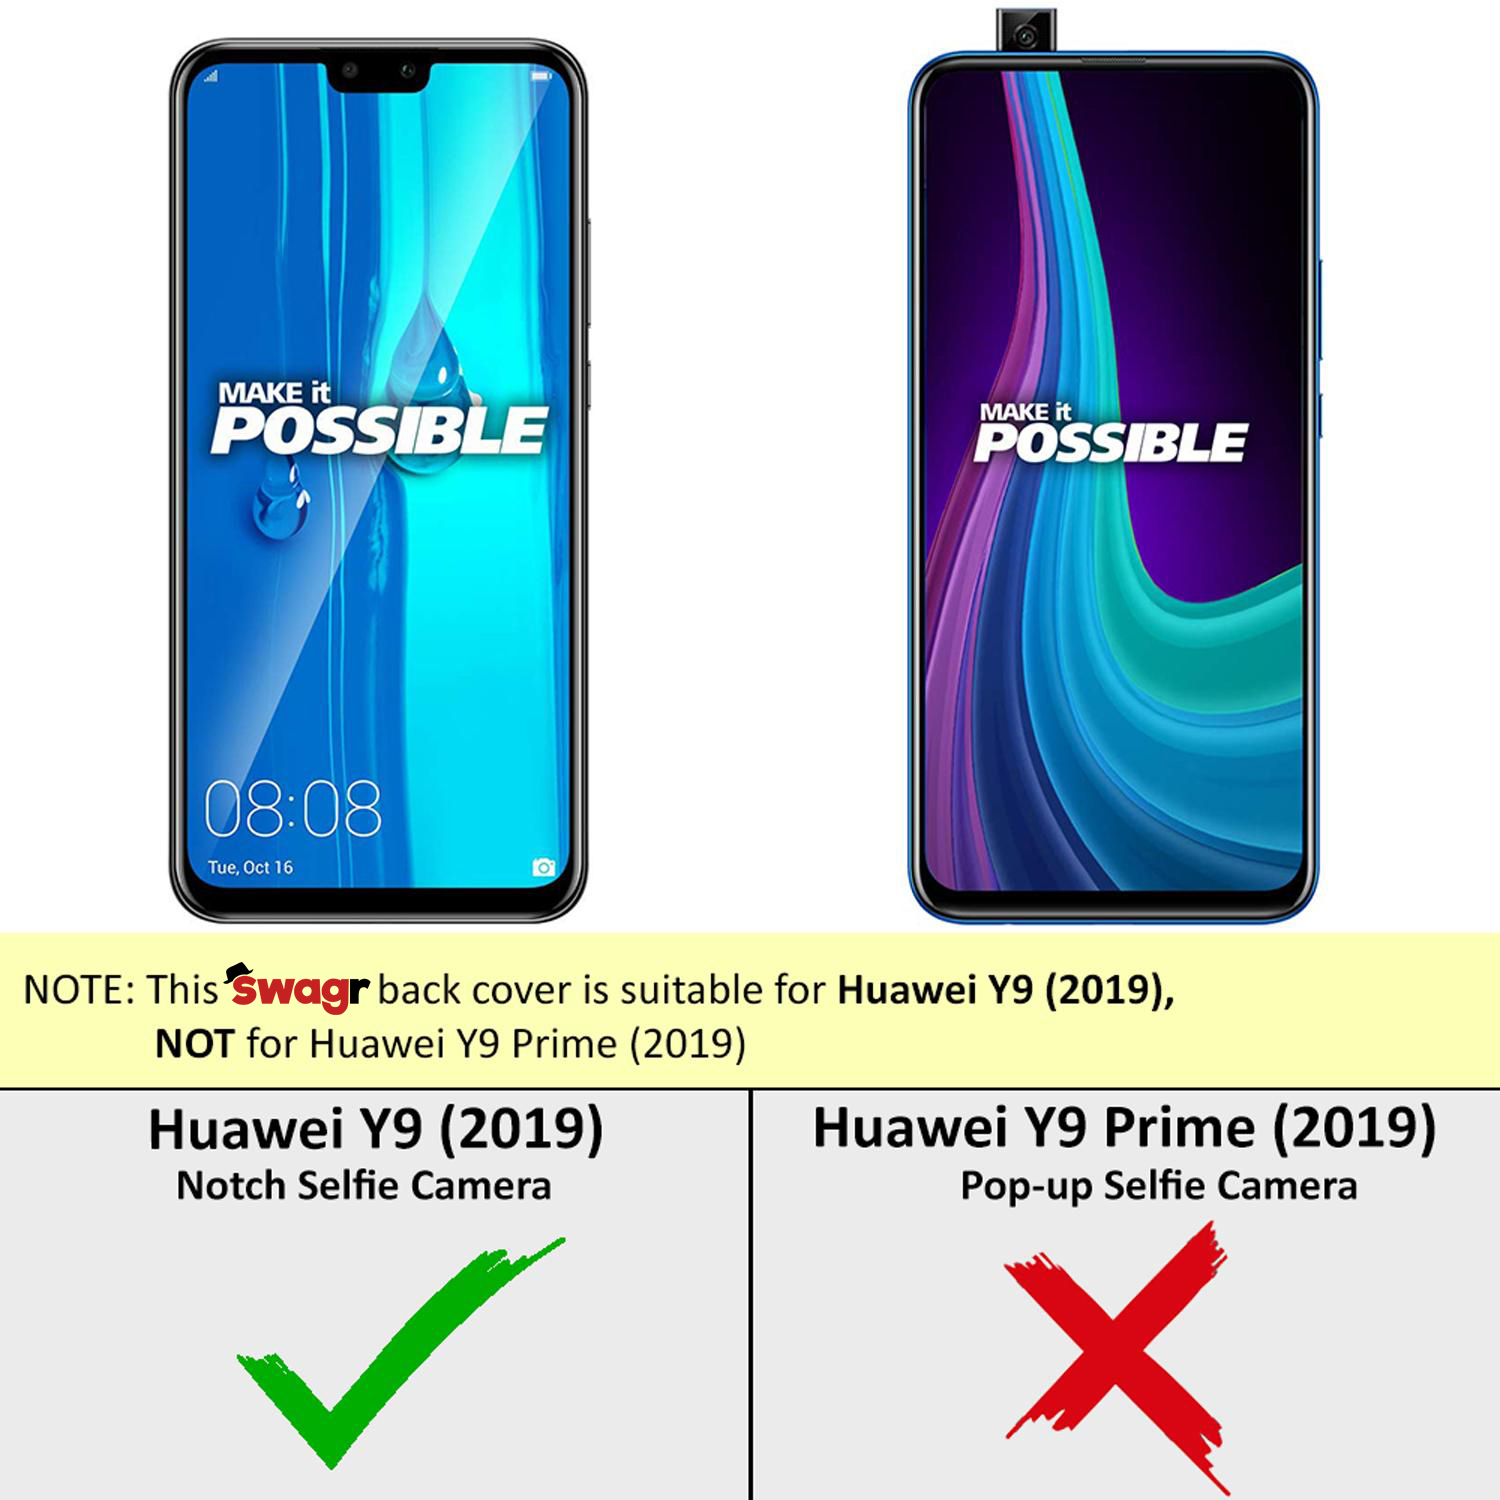 MAKE it
POSSIBLE
08:08
Tue, Oct 16
MAKE it
POSSIBLE
NOTE: This swagr back cover is suitable for Huawei Y9 (2019),
NOT for Huawei Y9 Prime (2019)
Huawei Y9 (2019)
Notch Selfie Camera
Huawei Y9 Prime (2019)
Pop-up Selfie Camera